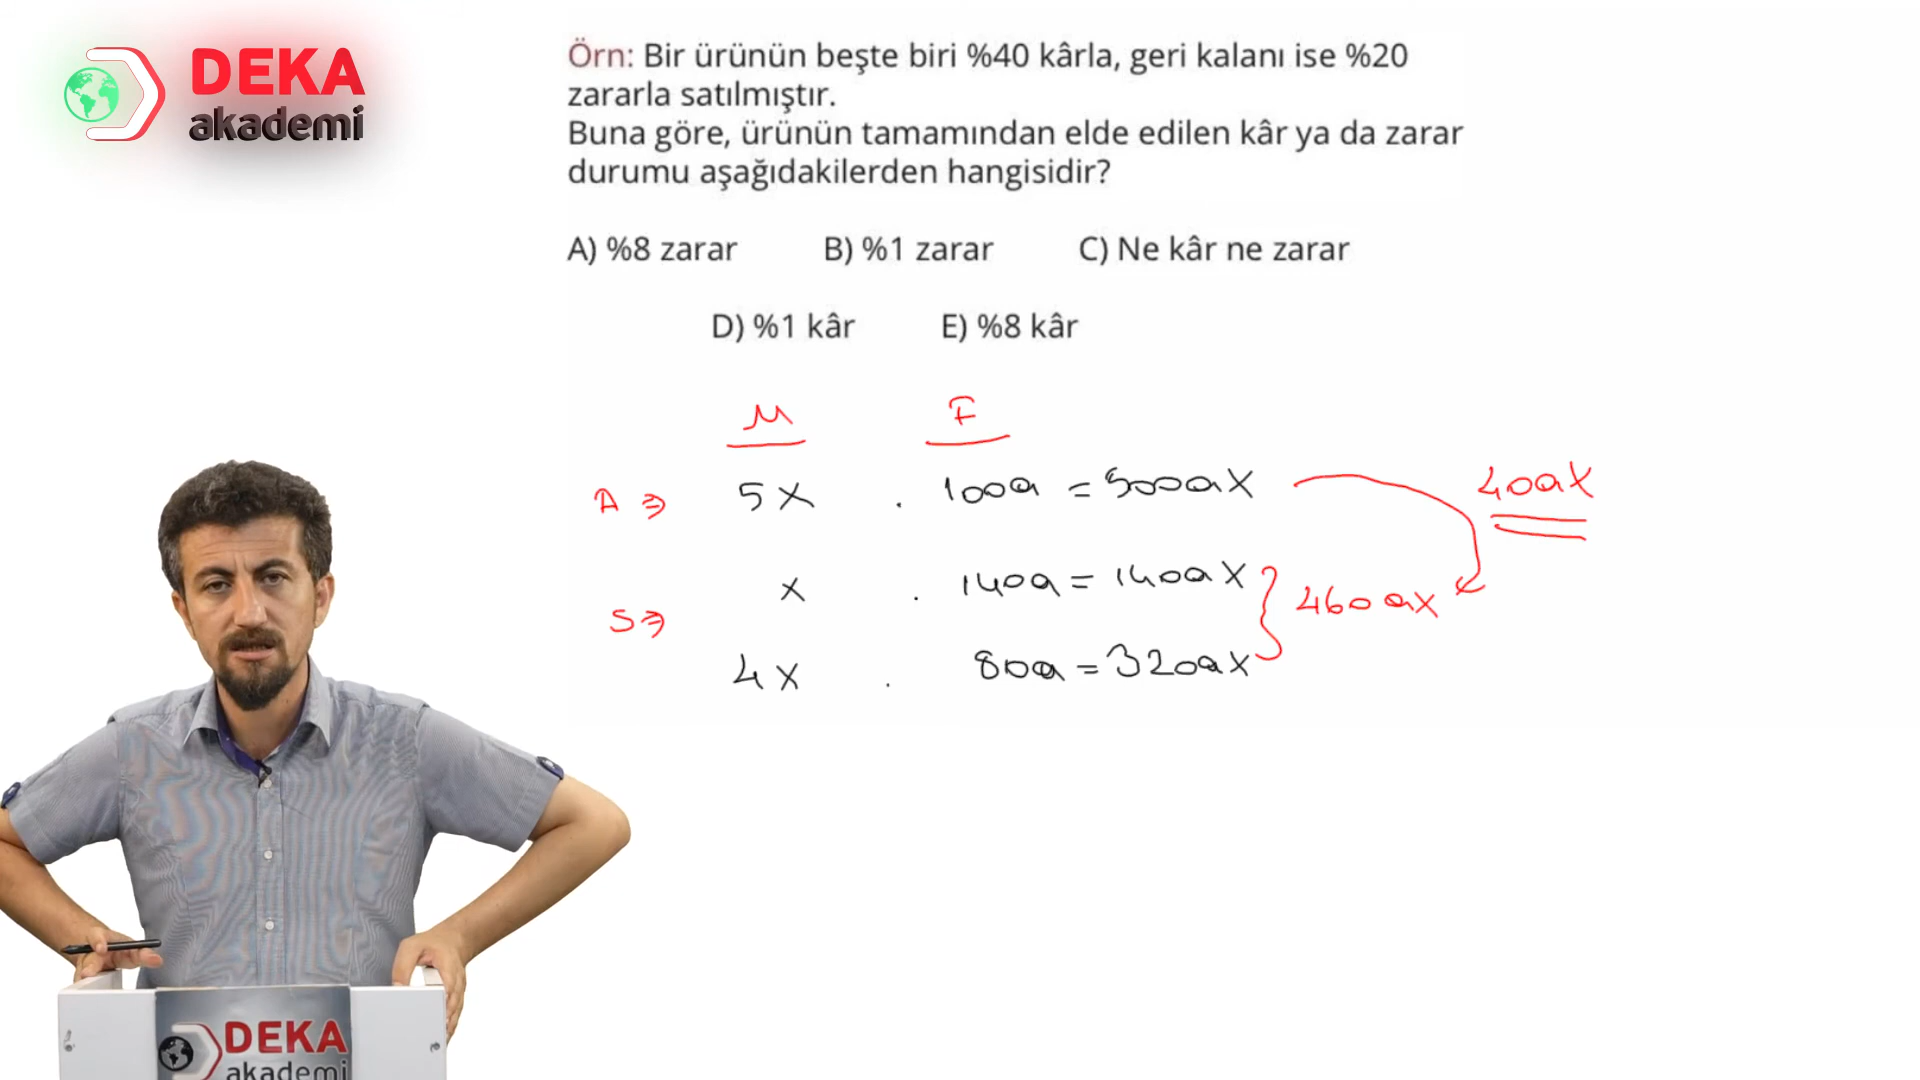 DEKA
akademi
Örn: Bir ürünün beşte biri %40 kârla, geri kalanı ise %20
zararla satılmıştır.
Buna göre, ürünün tamamından elde edilen kâr ya da zarar
durumu aşağıdakilerden hangisidir?
A) %8 zarar B) %1 zarar C) Ne kâr ne zarar
D) %1 kâr E) %8 kâr
M F
A ⇒ 5x . 100a = 500ax 40ax
x . 140a = 140ax
S ⇒ 460ax
4x . 80a = 320ax
DEKA
akademi